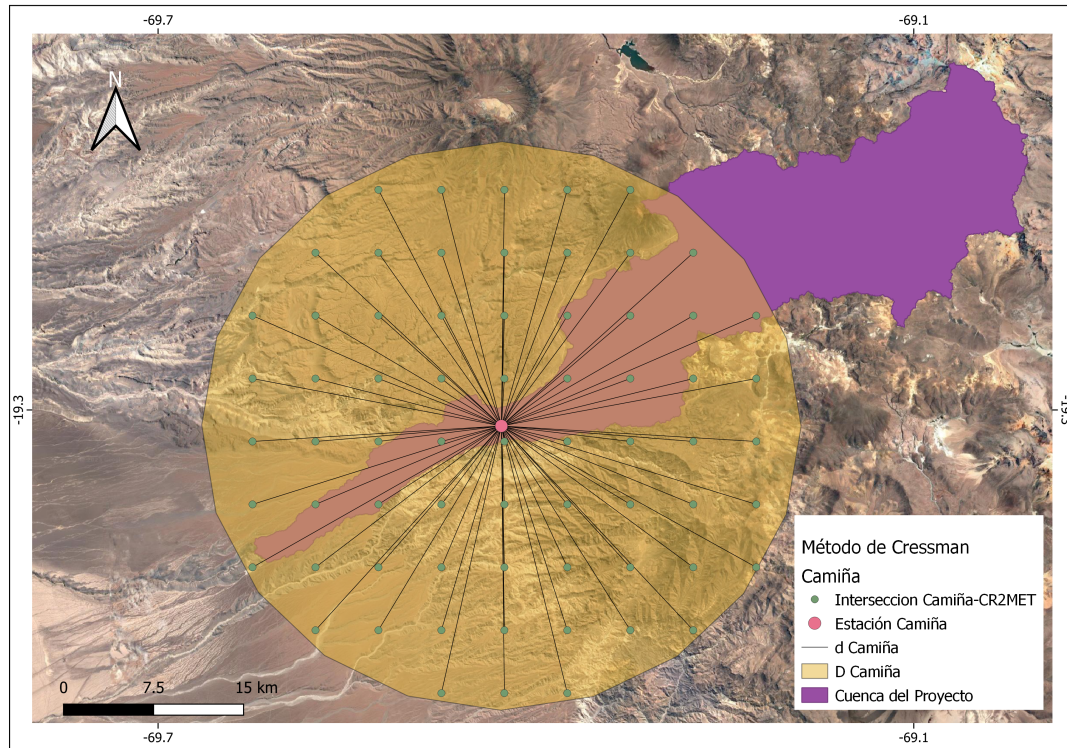 -69.7
-69.1
N
-19.3
-19.3
Método de Cressman
Camiña
Interseccion Camiña-CR2MET
Estación Camiña
d Camiña
D Camiña
Cuenca del Proyecto
0
7.5
15 km
-69.7
-69.1